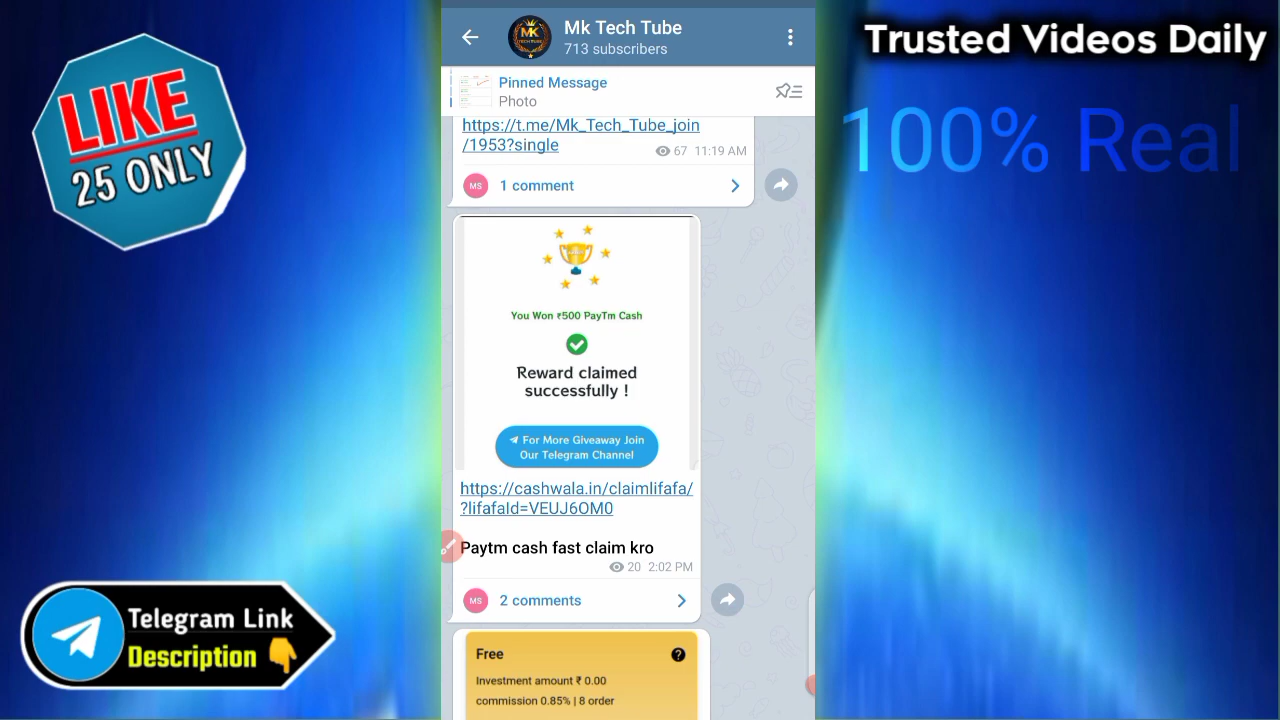 LIKE
25 ONLY
Trusted Videos Daily
100% Real
MK
TECH TUBE
Mk Tech Tube
713 subscribers
Pinned Message
Photo
https://t.me/Mk_Tech_Tube_join
/1953?single
67 11:19 AM
MS 1 comment
You Won ₹500 PayTm Cash
Reward claimed
successfully !
For More Giveaway Join
Our Telegram Channel
https://cashwala.in/claimlifafa/
?lifafaId=VEUJ6OM0
Paytm cash fast claim kro
20 2:02 PM
MS 2 comments
Free
Investment amount ₹ 0.00
commission 0.85% | 8 order
Telegram Link
Description